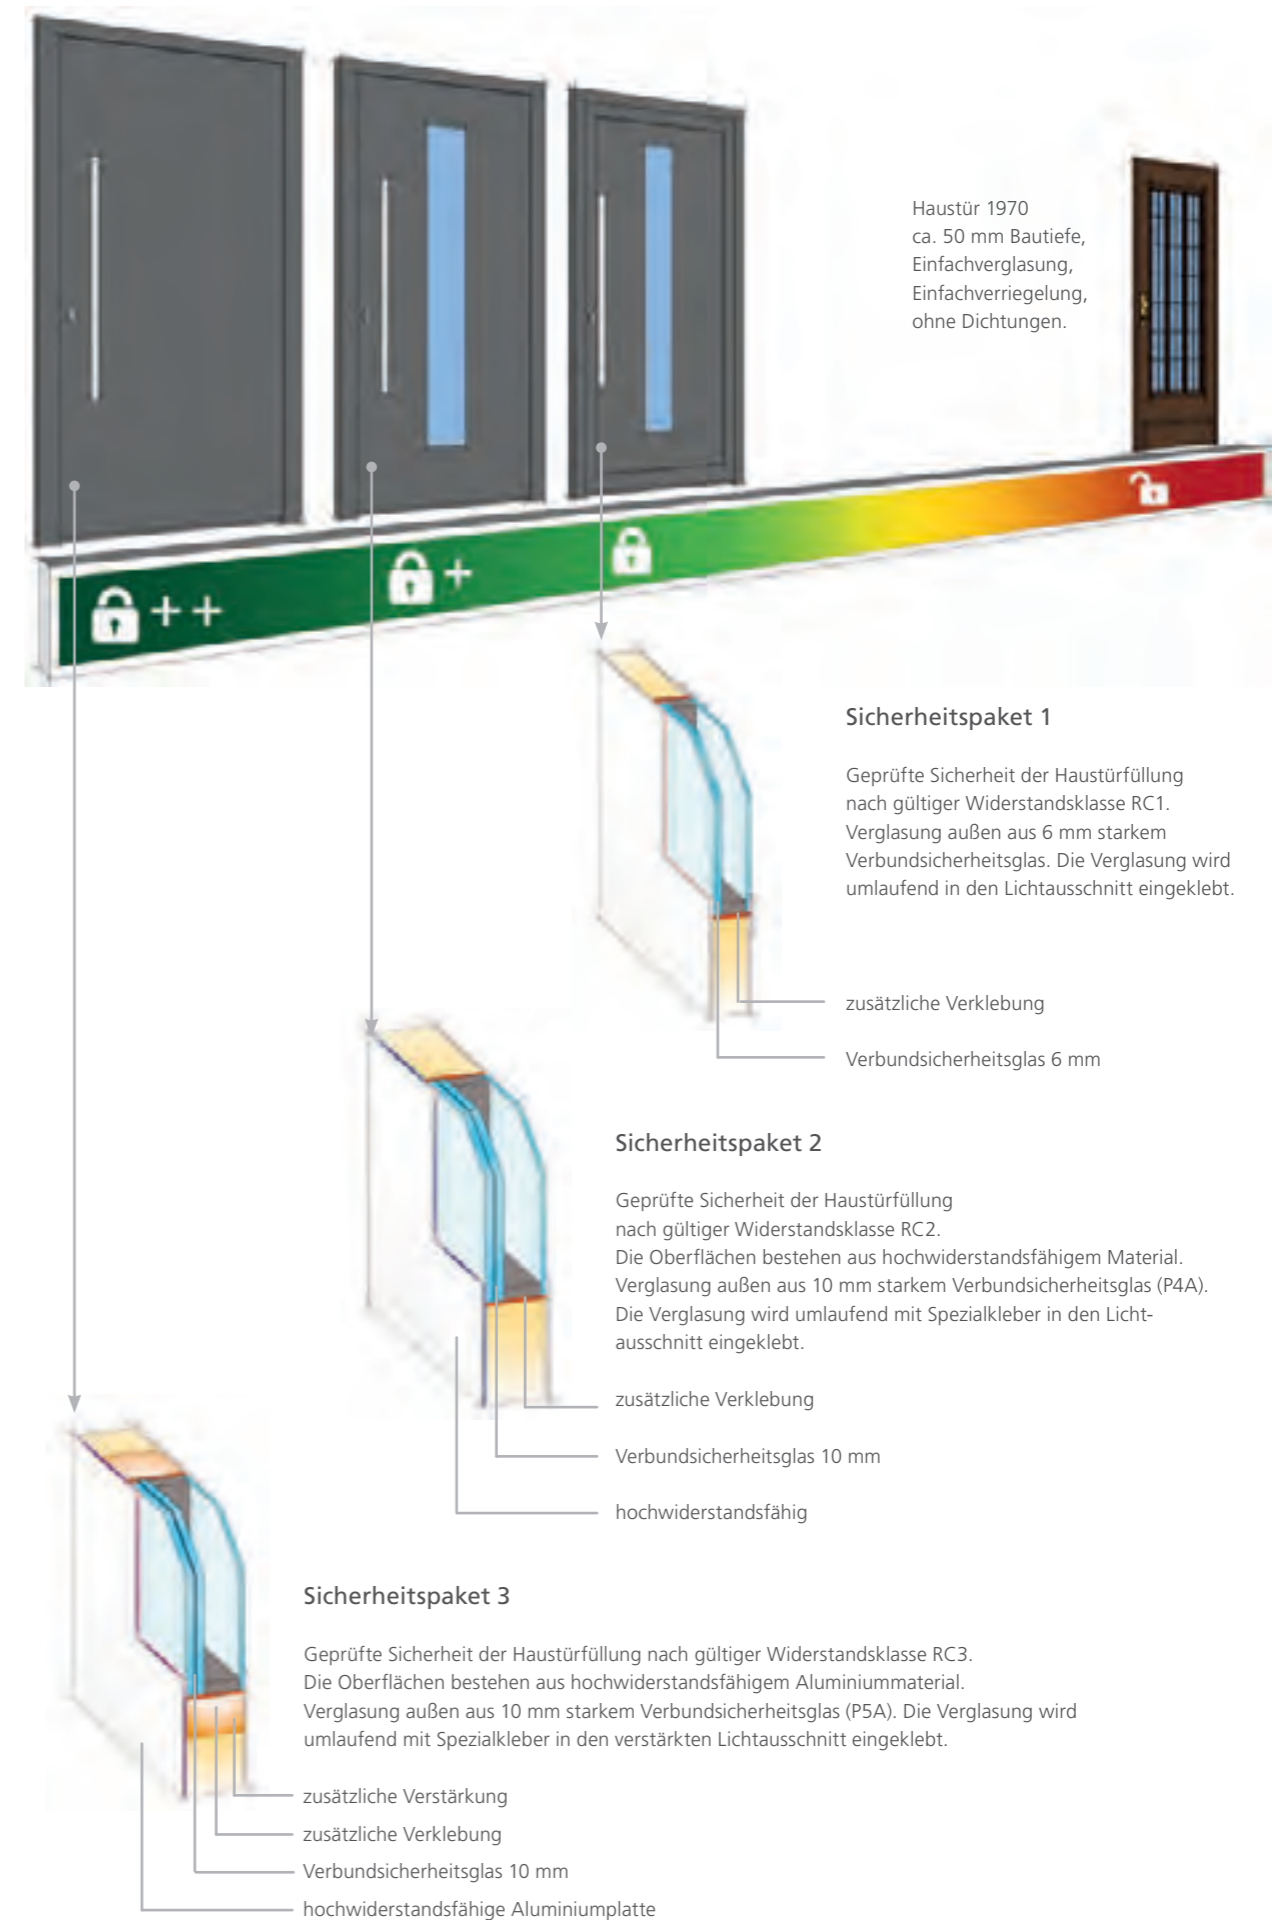 Haustür 1970
ca. 50 mm Bautiefe,
Einfachverglasung,
Einfachverriegelung,
ohne Dichtungen.
++
+
Sicherheitspaket 1
Geprüfte Sicherheit der Haustürfüllung
nach gültiger Widerstandsklasse RC1.
Verglasung außen aus 6 mm starkem
Verbundsicherheitsglas. Die Verglasung wird
umlaufend in den Lichtausschnitt eingeklebt.
zusätzliche Verklebung
Verbundsicherheitsglas 6 mm
Sicherheitspaket 2
Geprüfte Sicherheit der Haustürfüllung
nach gültiger Widerstandsklasse RC2.
Die Oberflächen bestehen aus hochwiderstandsfähigem Material.
Verglasung außen aus 10 mm starkem Verbundsicherheitsglas (P4A).
Die Verglasung wird umlaufend mit Spezialkleber in den Licht-
ausschnitt eingeklebt.
zusätzliche Verklebung
Verbundsicherheitsglas 10 mm
hochwiderstandsfähig
Sicherheitspaket 3
Geprüfte Sicherheit der Haustürfüllung nach gültiger Widerstandsklasse RC3.
Die Oberflächen bestehen aus hochwiderstandsfähigem Aluminiummaterial.
Verglasung außen aus 10 mm starkem Verbundsicherheitsglas (P5A). Die Verglasung wird
umlaufend mit Spezialkleber in den verstärkten Lichtausschnitt eingeklebt.
zusätzliche Verstärkung
zusätzliche Verklebung
Verbundsicherheitsglas 10 mm
hochwiderstandsfähige Aluminiumplatte